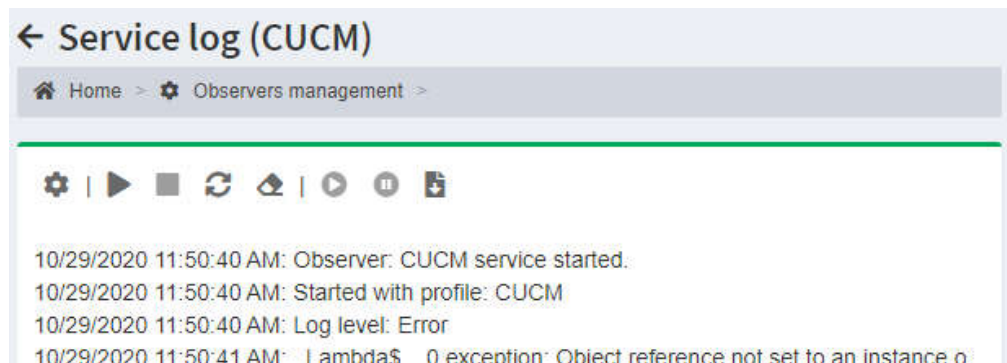 Service log (CUCM)
Home > Observers management >
10/29/2020 11:50:40 AM: Observer: CUCM service started.
10/29/2020 11:50:40 AM: Started with profile: CUCM
10/29/2020 11:50:40 AM: Log level: Error
10/29/2020 11:50:41 AM: _Lambda$__0 exception: Object reference not set to an instance o